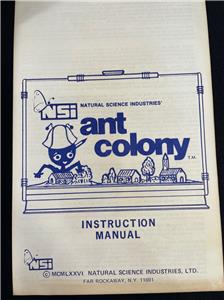 NSi NATURAL SCIENCE INDUSTRIES'
ant
colony T.M.
INSTRUCTION
MANUAL
NSi
© MCMLXXVI. NATURAL SCIENCE INDUSTRIES, LTD.
FAR ROCKAWAY, N.Y. 11691